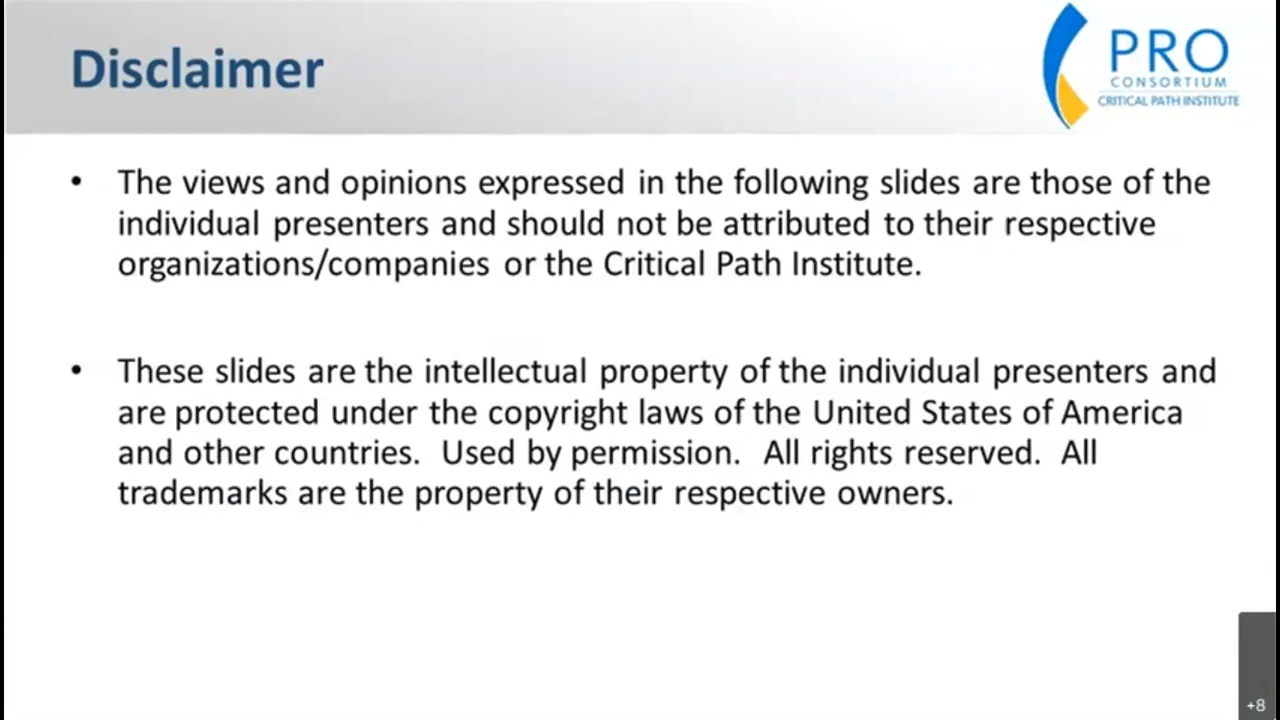 Disclaimer
PRO
CONSORTIUM
CRITICAL PATH INSTITUTE
• The views and opinions expressed in the following slides are those of the
individual presenters and should not be attributed to their respective
organizations/companies or the Critical Path Institute.
• These slides are the intellectual property of the individual presenters and
are protected under the copyright laws of the United States of America
and other countries.  Used by permission.  All rights reserved.  All
trademarks are the property of their respective owners.
+8